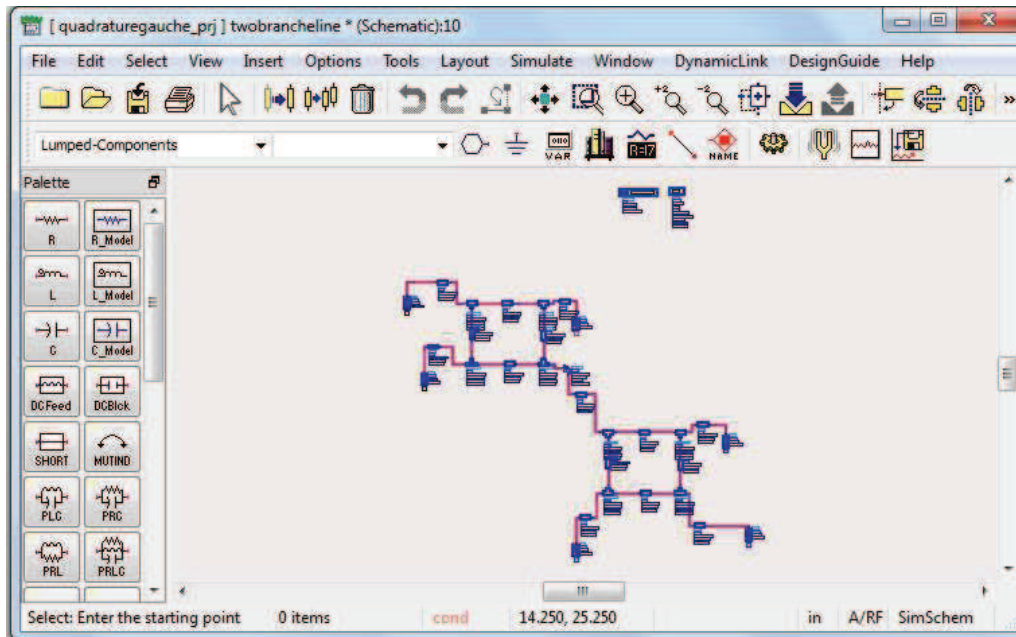 [ quadraturegauche_prj ] twobrancheline * (Schematic):10
File Edit Select View Insert Options Tools Layout Simulate Window DynamicLink DesignGuide Help
+2 -2 »
Lumped-Components VAR NAME
Palette
R R_Model
L L_Model
C C_Model
DCFeed DCBlck
SHORT MUTIND
PLC PRC
PRL PRLC
Select: Enter the starting point 0 items cond 14.250, 25.250 in A/RF SimSchem